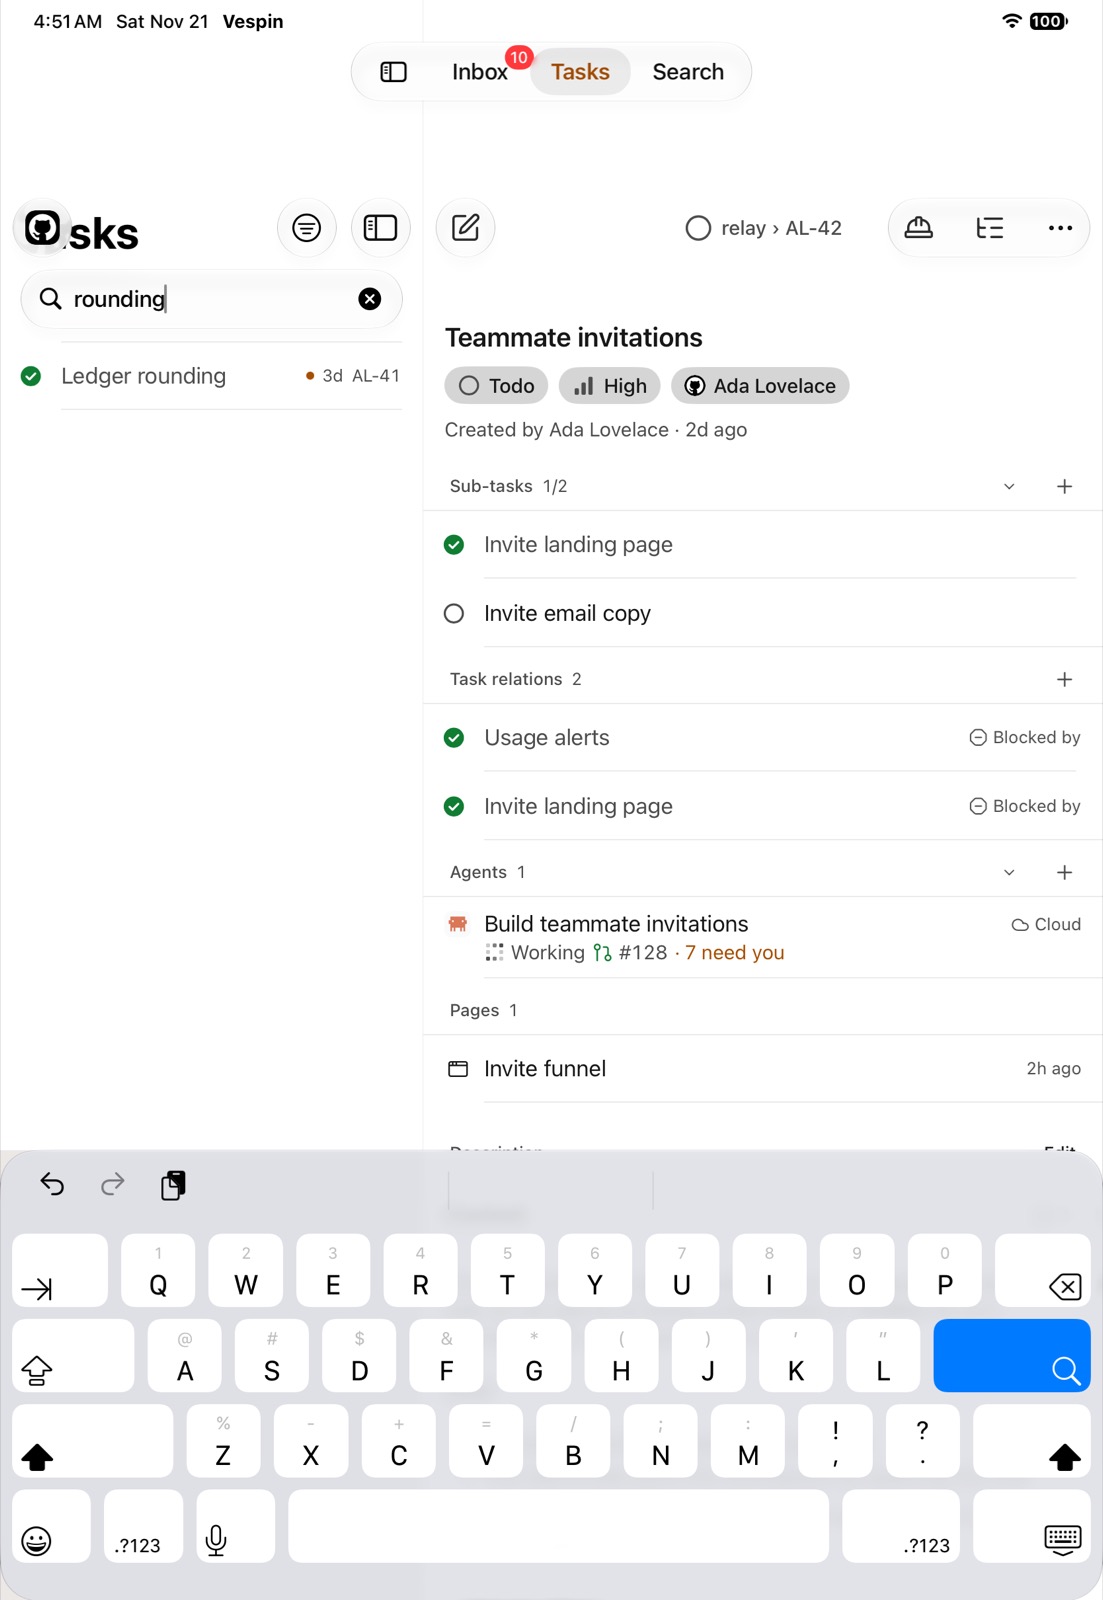 4:51 AM Sat Nov 21 Vespin
100
Inbox 10 Tasks Search
sks
relay › AL-42
rounding
Ledger rounding 3d AL-41
Teammate invitations
Todo High Ada Lovelace
Created by Ada Lovelace · 2d ago
Sub-tasks 1/2
Invite landing page
Invite email copy
Task relations 2
Usage alerts Blocked by
Invite landing page Blocked by
Agents 1
Build teammate invitations Cloud
Working #128 · 7 need you
Pages 1
Invite funnel 2h ago
Description Edit
1 2 3 4 5 6 7 8 9 0
Q W E R T Y U I O P
@ # $ & * ( ) ' "
A S D F G H J K L
% - + = / ; : ! ?
Z X C V B N M , .
.?123 .?123